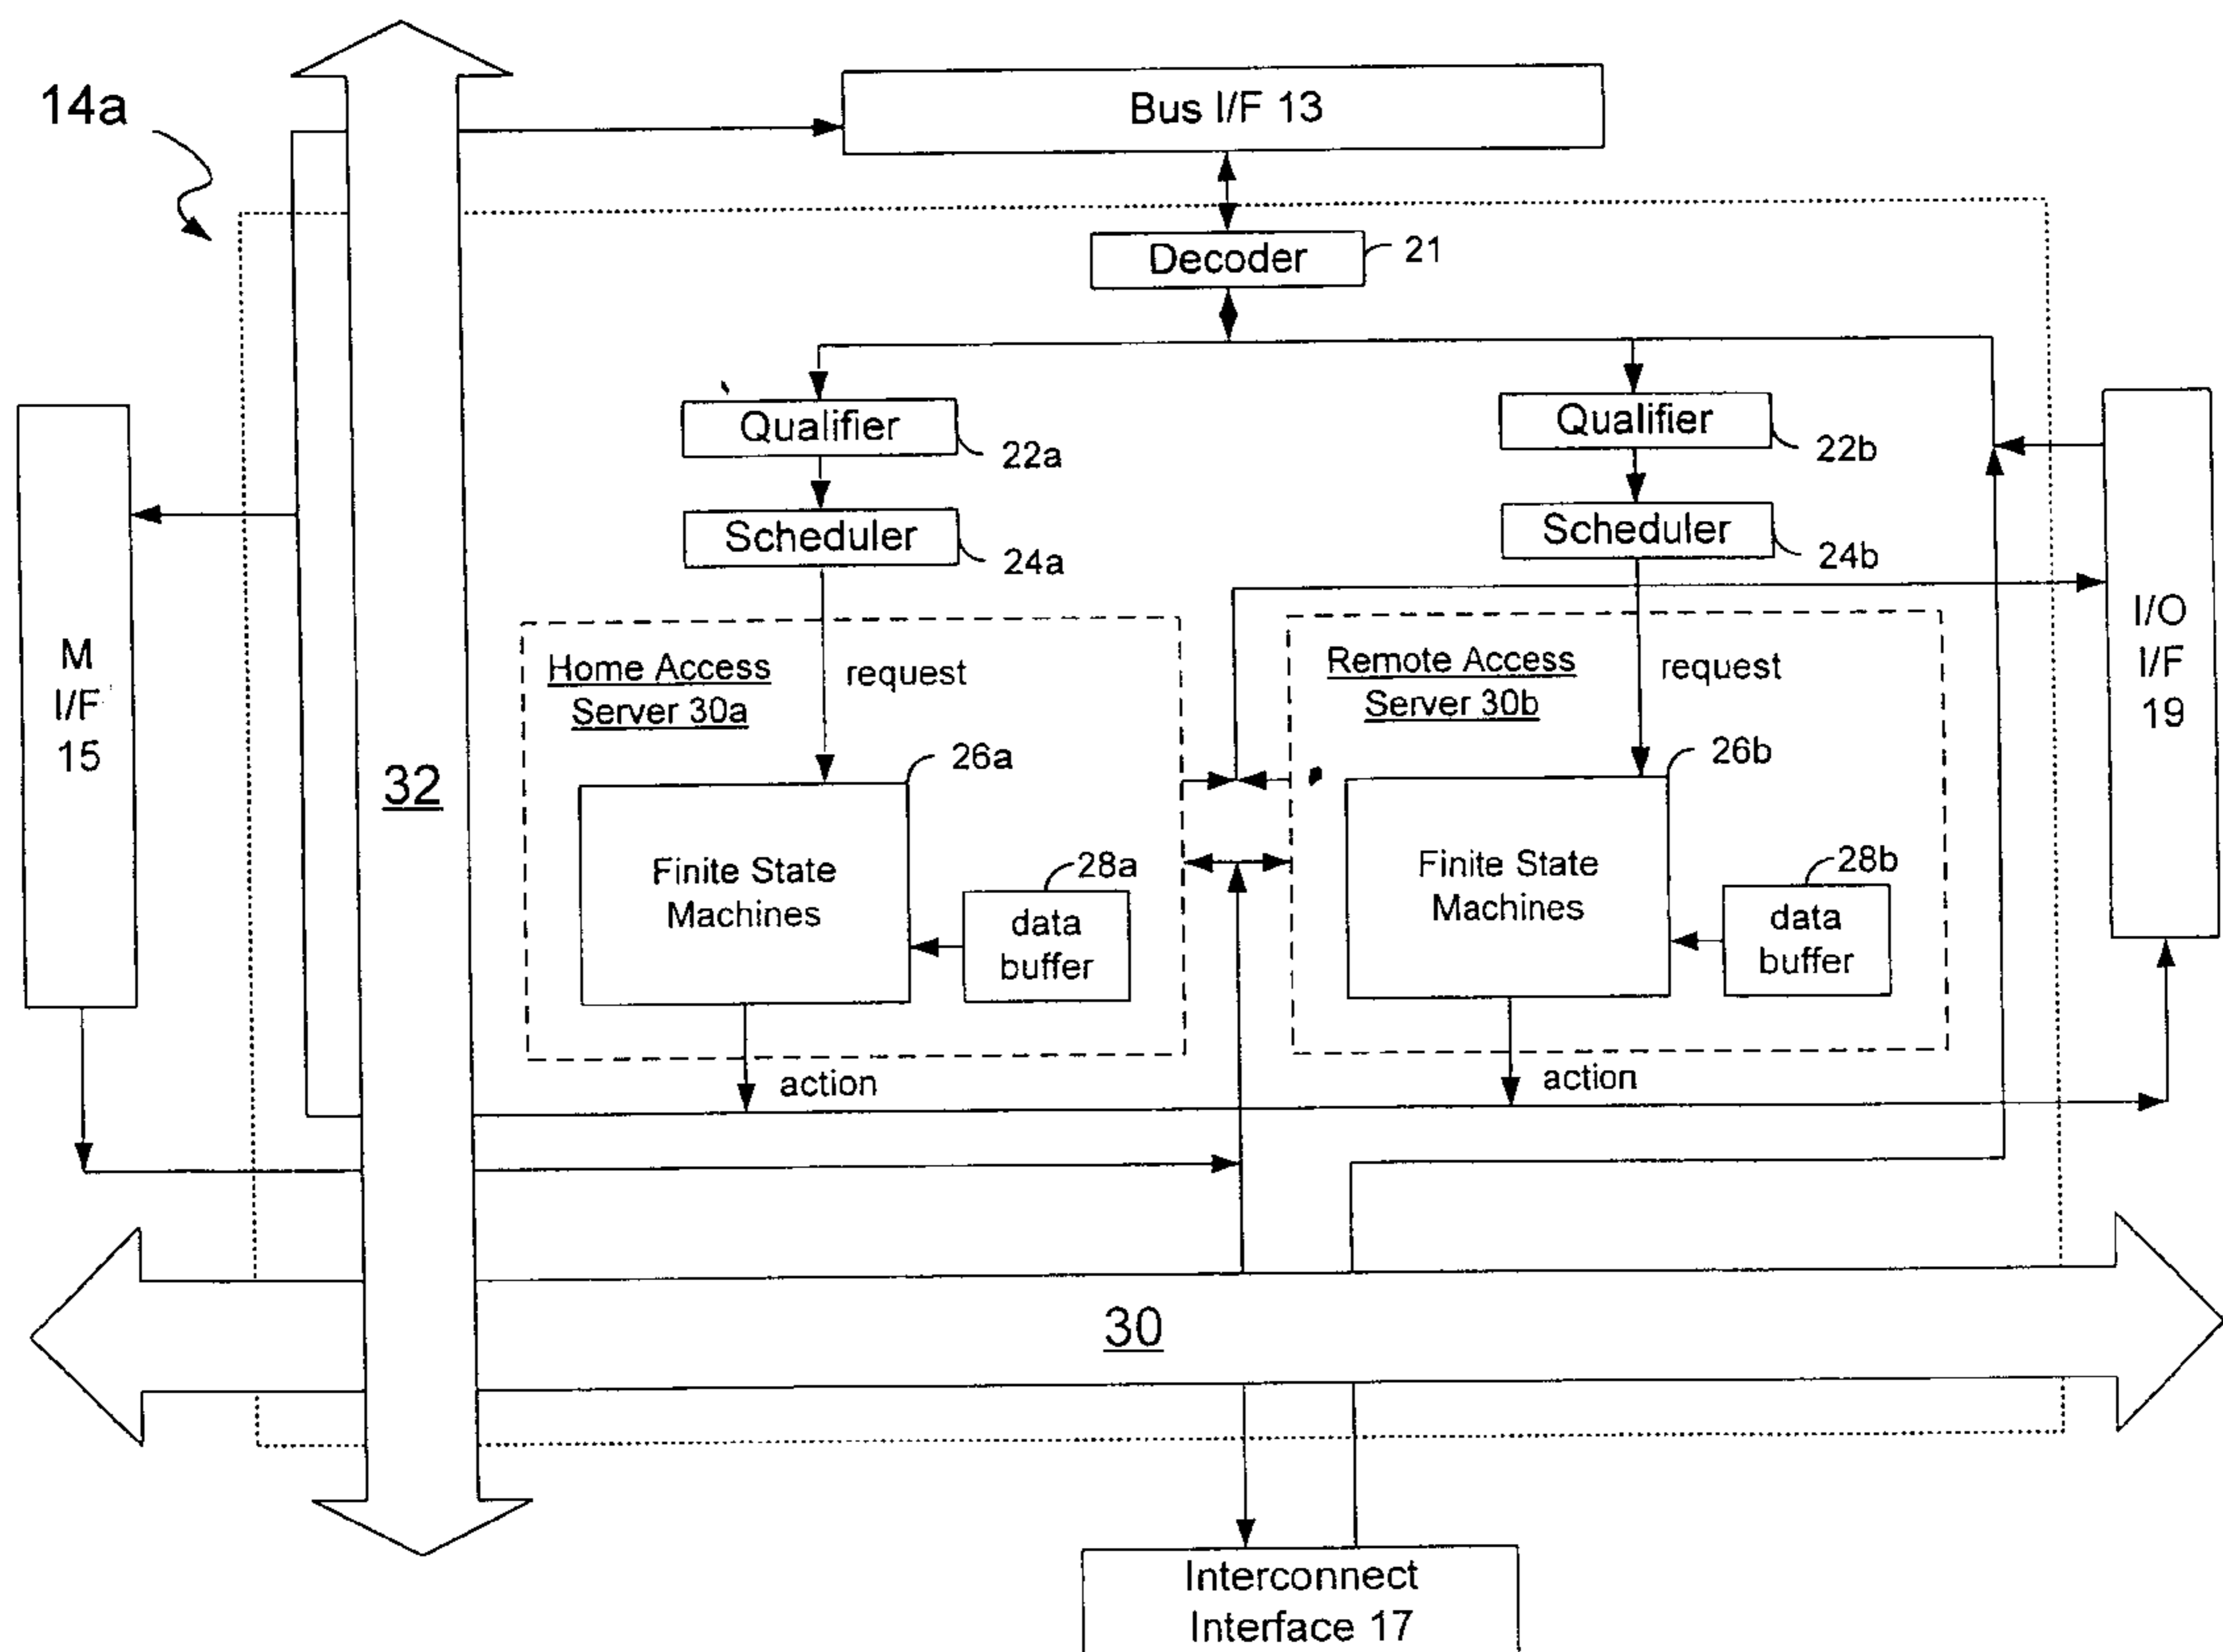 14a
Bus I/F 13
Decoder
21
Qualifier
22a
Qualifier
22b
Scheduler
24a
Scheduler
24b
M
I/F
15
32
Home Access
Server 30a
request
Remote Access
Server 30b
request
I/O
I/F
19
26a
26b
Finite State
Machines
28a
data
buffer
Finite State
Machines
28b
data
buffer
action
action
30
Interconnect
Interface 17